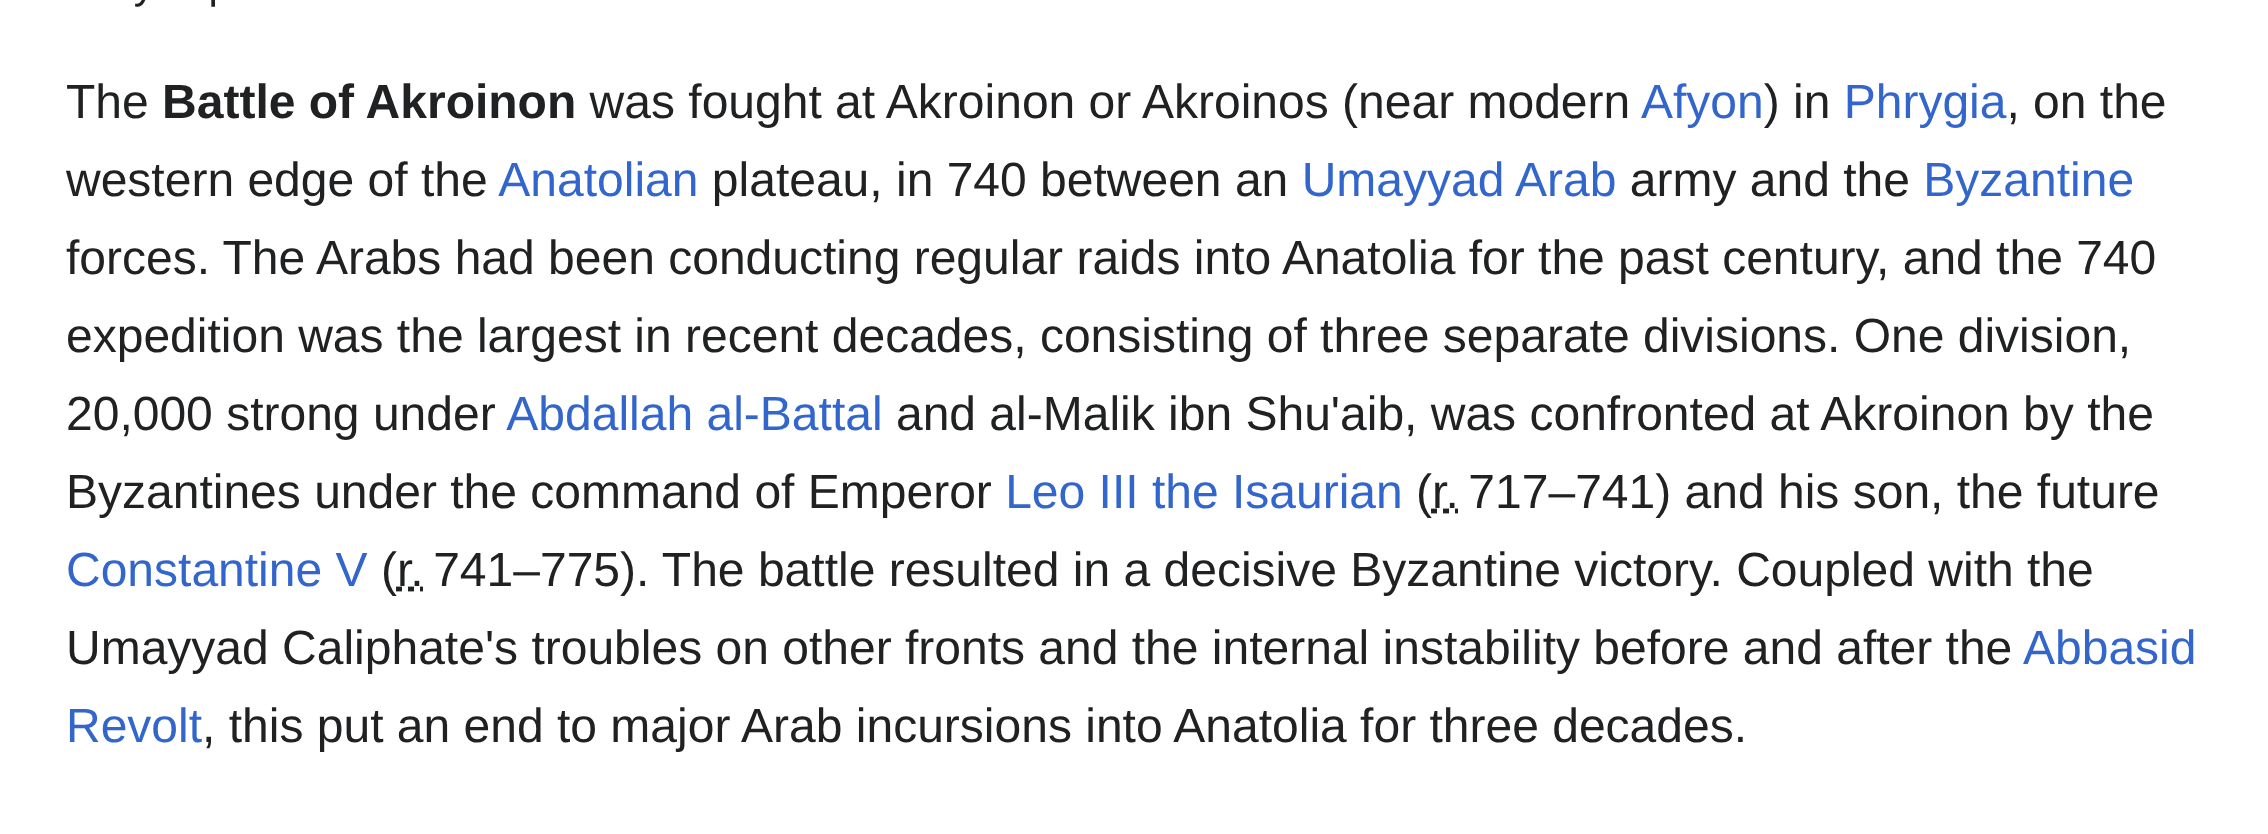 The Battle of Akroinon was fought at Akroinon or Akroinos (near modern Afyon) in Phrygia, on the
western edge of the Anatolian plateau, in 740 between an Umayyad Arab army and the Byzantine
forces. The Arabs had been conducting regular raids into Anatolia for the past century, and the 740
expedition was the largest in recent decades, consisting of three separate divisions. One division,
20,000 strong under Abdallah al-Battal and al-Malik ibn Shu'aib, was confronted at Akroinon by the
Byzantines under the command of Emperor Leo III the Isaurian (r. 717–741) and his son, the future
Constantine V (r. 741–775). The battle resulted in a decisive Byzantine victory. Coupled with the
Umayyad Caliphate's troubles on other fronts and the internal instability before and after the Abbasid
Revolt, this put an end to major Arab incursions into Anatolia for three decades.